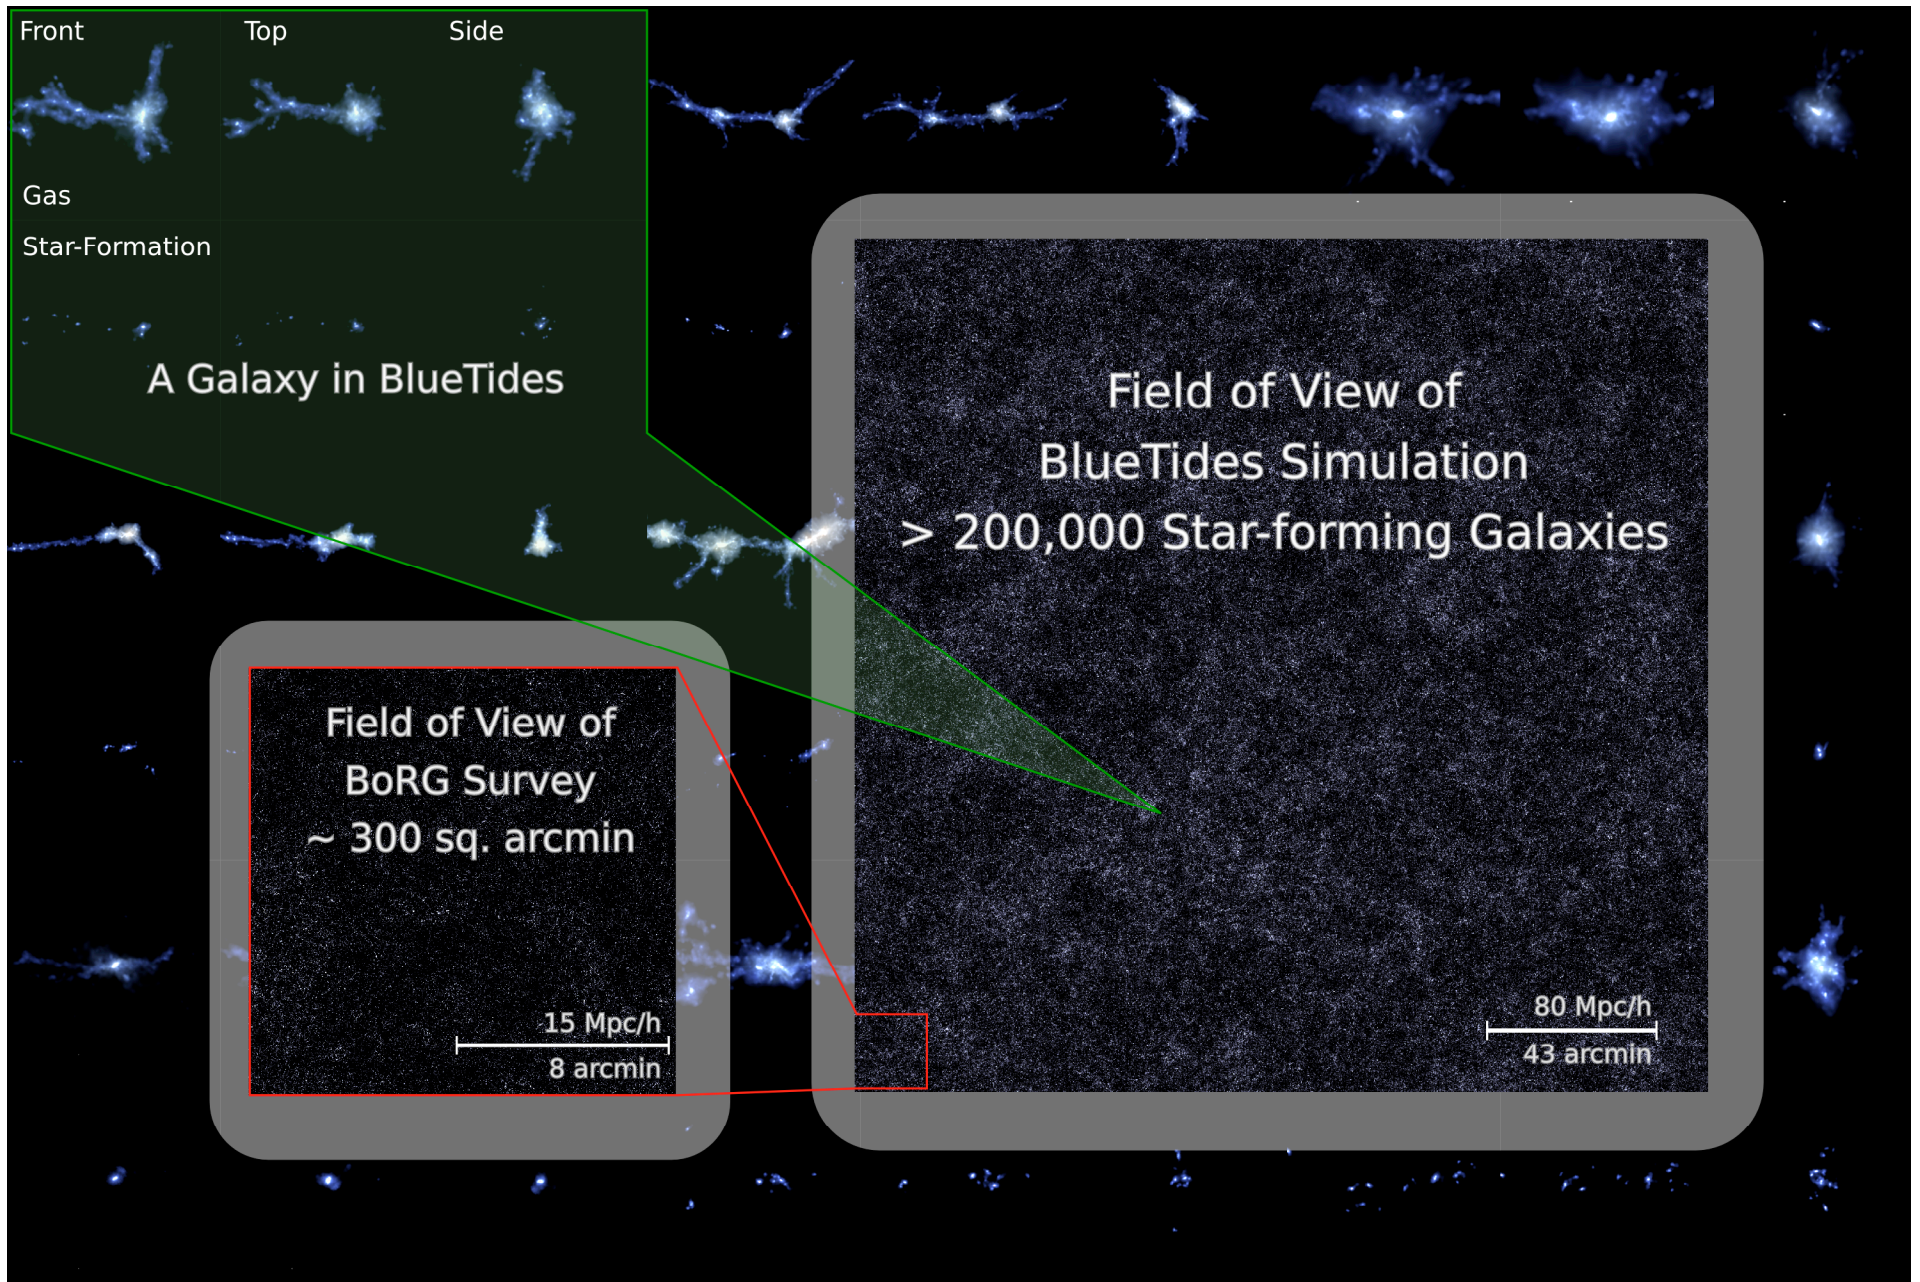 Front
Top
Side
Gas
Star-Formation
A Galaxy in BlueTides
Field of View of
BlueTides Simulation
> 200,000 Star-forming Galaxies
80 Mpc/h
43 arcmin
Field of View of
BoRG Survey
~ 300 sq. arcmin
15 Mpc/h
8 arcmin